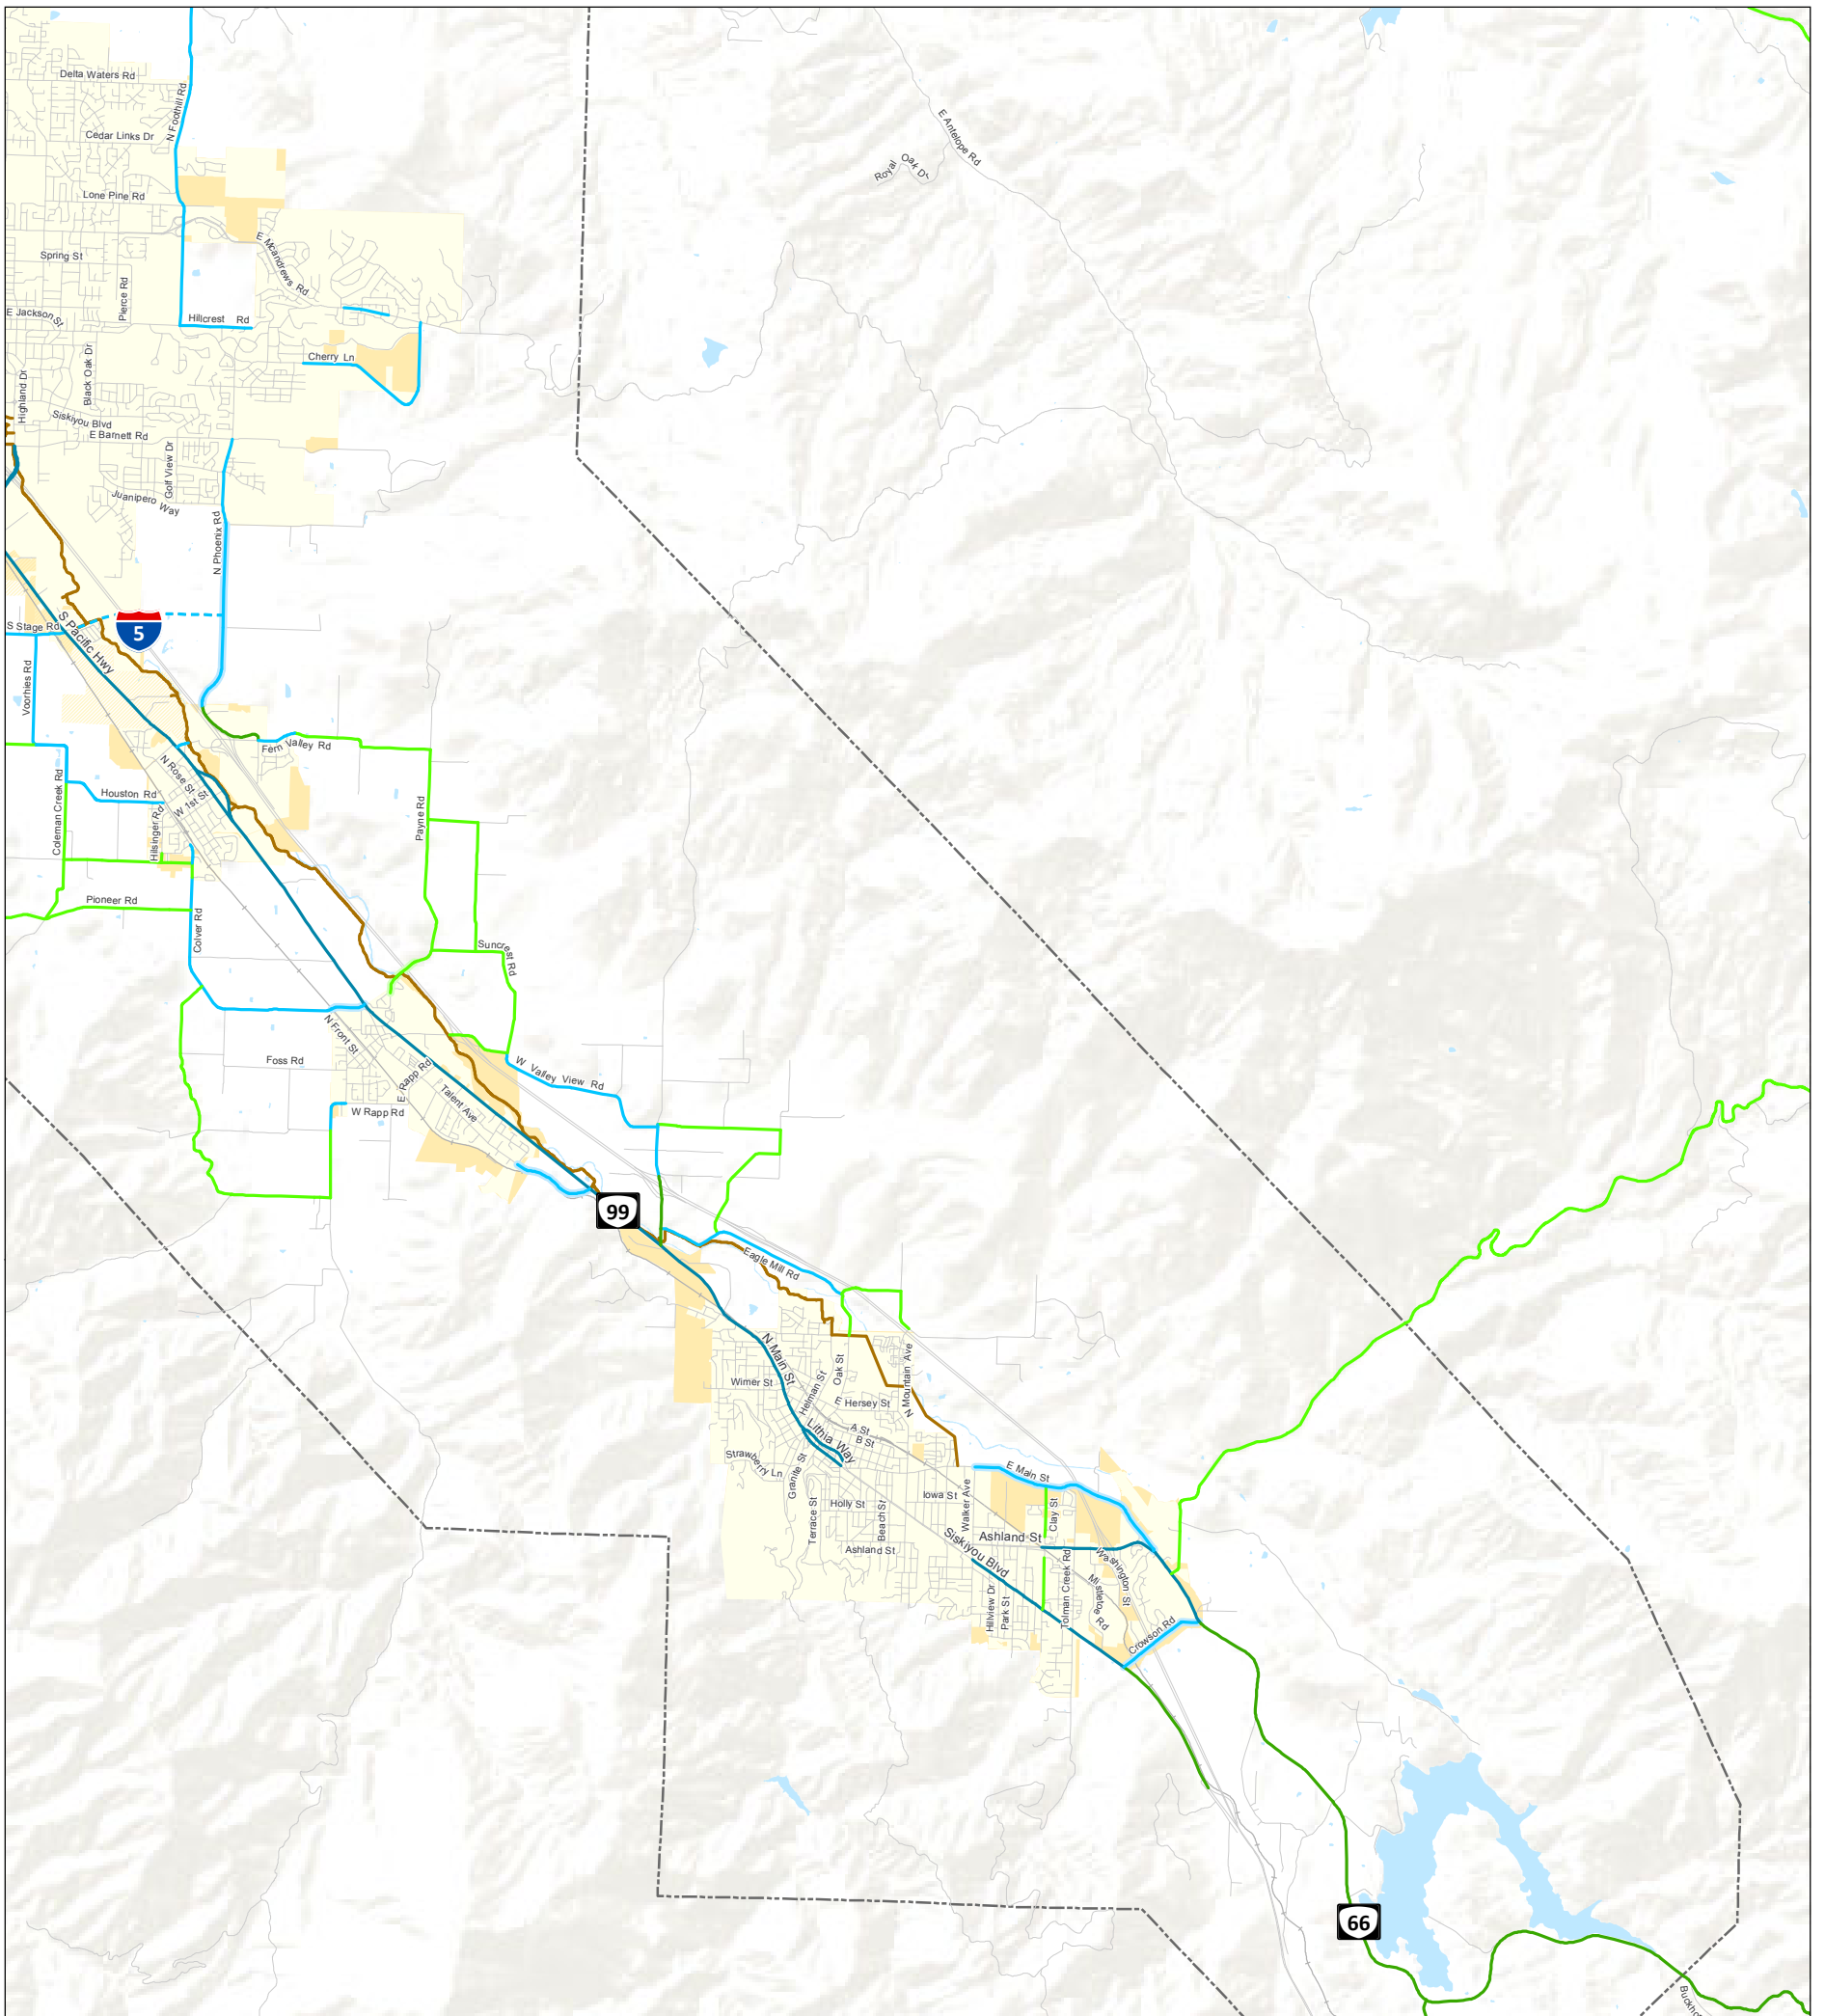 Delta Waters Rd
N Foothill Rd
Cedar Links Dr
E Antelope Rd
Royal Oak Dr
Lone Pine Rd
E Mcandrews Rd
Spring St
Pierce Rd
E Jackson St
Hillcrest Rd
Black Oak Dr
Cherry Ln
Highland Dr
Siskiyou Blvd
E Barnett Rd
Golf View Dr
Juanipero Way
N Phoenix Rd
S Stage Rd
S Pacific Hwy
5
Voorhies Rd
Fern Valley Rd
N Rose St
W 1st St
Houston Rd
Coleman Creek Rd
Hilsinger Rd
Payne Rd
Pioneer Rd
Colver Rd
Suncrest Rd
N Front St
Foss Rd
E Rapp Rd
W Valley View Rd
Talent Ave
W Rapp Rd
99
Eagle Mill Rd
N Main St
Oak St
N Mountain Ave
Wimer St
Helman St
E Hersey St
A St
B St
Lithia Way
Strawberry Ln
Granite St
E Main St
Iowa St
Walker Ave
Holly St
Beach St
Terrace St
Clay St
Ashland St
Ashland St
Siskiyou Blvd
Washington St
Tolman Creek Rd
Mistletoe Rd
Hillview Dr
Park St
Crowson Rd
66